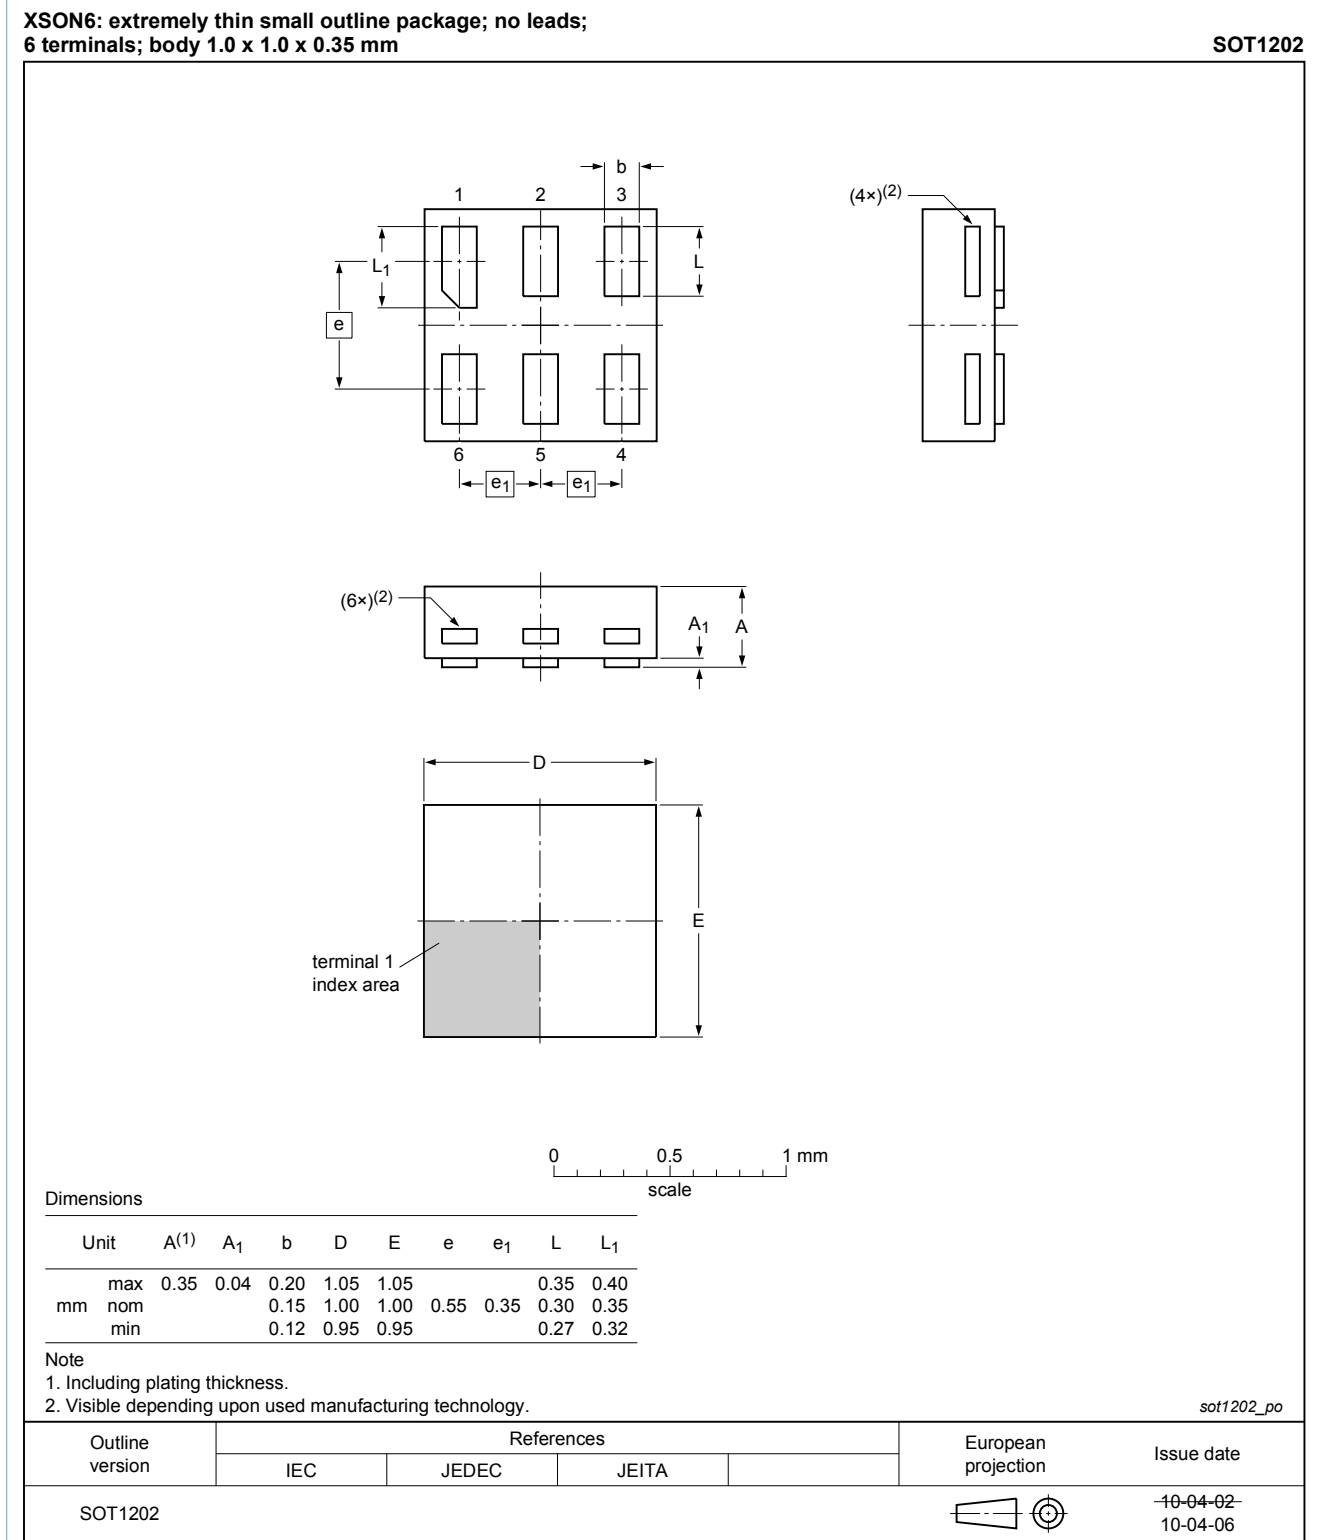 XSON6: extremely thin small outline package; no leads;
6 terminals; body 1.0 x 1.0 x 0.35 mm
SOT1202
b
1 2 3
(4×)(2)
L1
L
e
6 5 4
e1 e1
(6×)(2)
A1 A
D
E
terminal 1
index area
0 0.5 1 mm
scale
Dimensions
Unit A(1) A1 b D E e e1 L L1
max 0.35 0.04 0.20 1.05 1.05 0.35 0.40
mm nom 0.15 1.00 1.00 0.55 0.35 0.30 0.35
min 0.12 0.95 0.95 0.27 0.32
Note
1. Including plating thickness.
2. Visible depending upon used manufacturing technology.
sot1202_po
Outline
version
References
European
projection
Issue date
IEC JEDEC JEITA
SOT1202
10-04-02
10-04-06